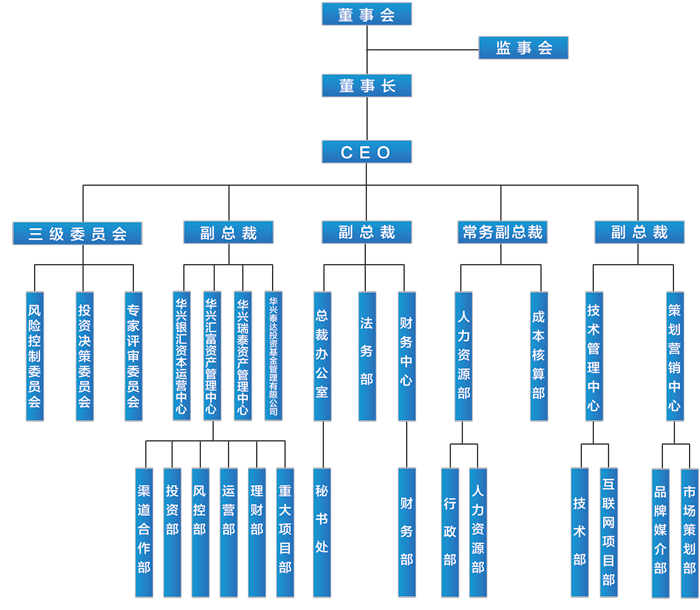 董事会
监事会
董事长
CEO
三级委员会
副总裁
副总裁
常务副总裁
副总裁
风险控制委员会
投资决策委员会
专家评审委员会
华兴银汇资本运营中心
华兴汇富资产管理中心
华兴瑞泰资产管理中心
华兴泰达投资基金管理有限公司
总裁办公室
法务部
财务中心
人力资源部
成本核算部
技术管理中心
策划营销中心
渠道合作部
投资部
风控部
运营部
理财部
重大项目部
秘书处
财务部
行政部
人力资源部
技术部
互联网项目部
品牌媒介部
市场策划部